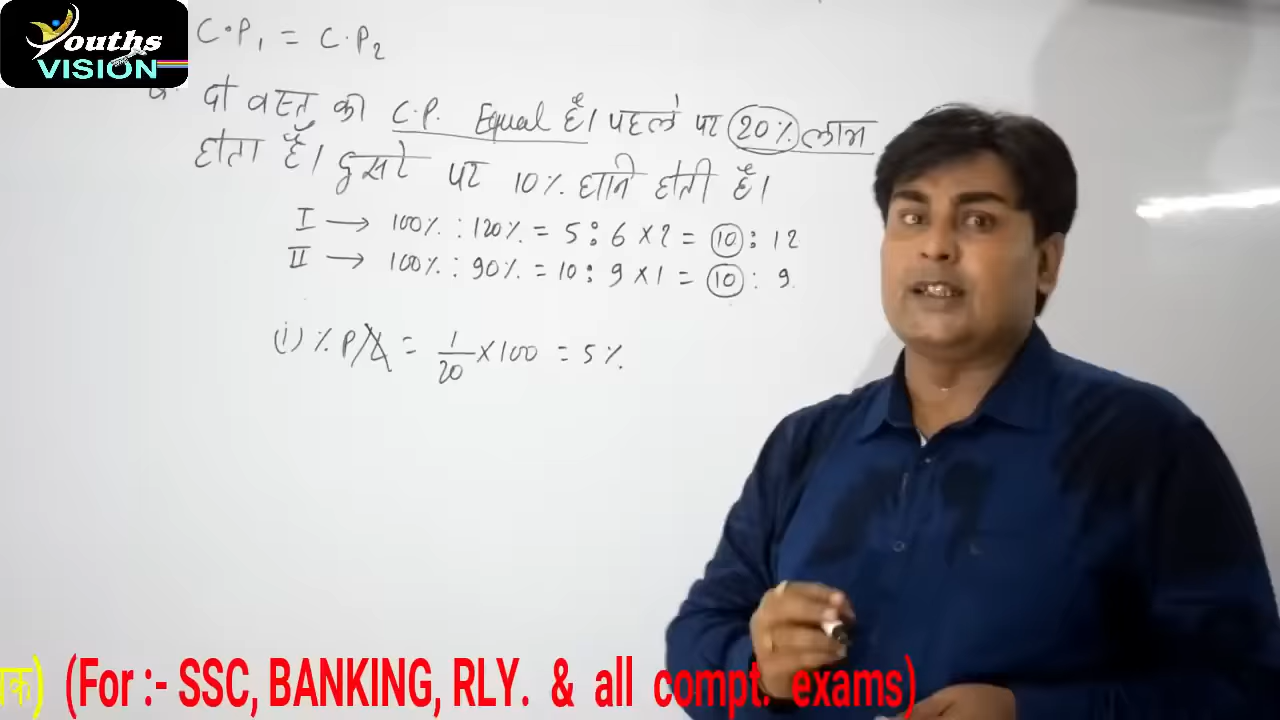 Youths
VISION
C.P₁ = C.P₂
दो वस्तु की C.P. Equal है। पहले पर 20% लाभ
होता है। दुसरे पर 10% हानि होती है।
I → 100% : 120% = 5 : 6 × 2 = 10 : 12
II → 100% : 90% = 10 : 9 × 1 = 10 : 9
(i) % P/L = 1/20 × 100 = 5%
(For :- SSC, BANKING, RLY. & all compt. exams)